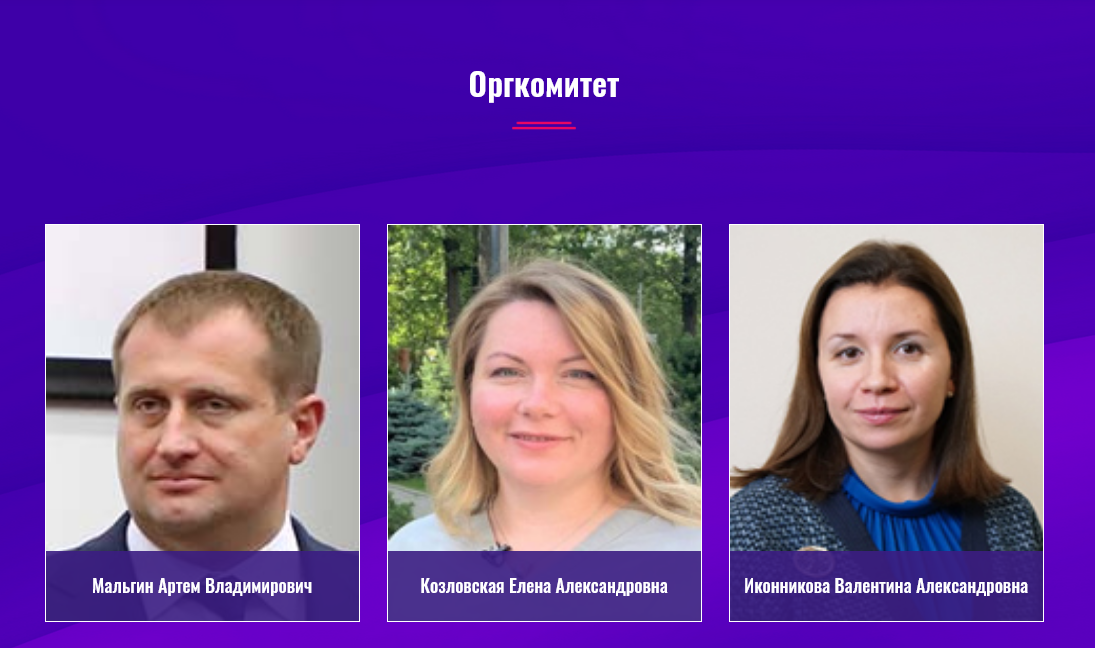 Оргкомитет
Мальгин Артем Владимирович
Козловская Елена Александровна
Иконникова Валентина Александровна